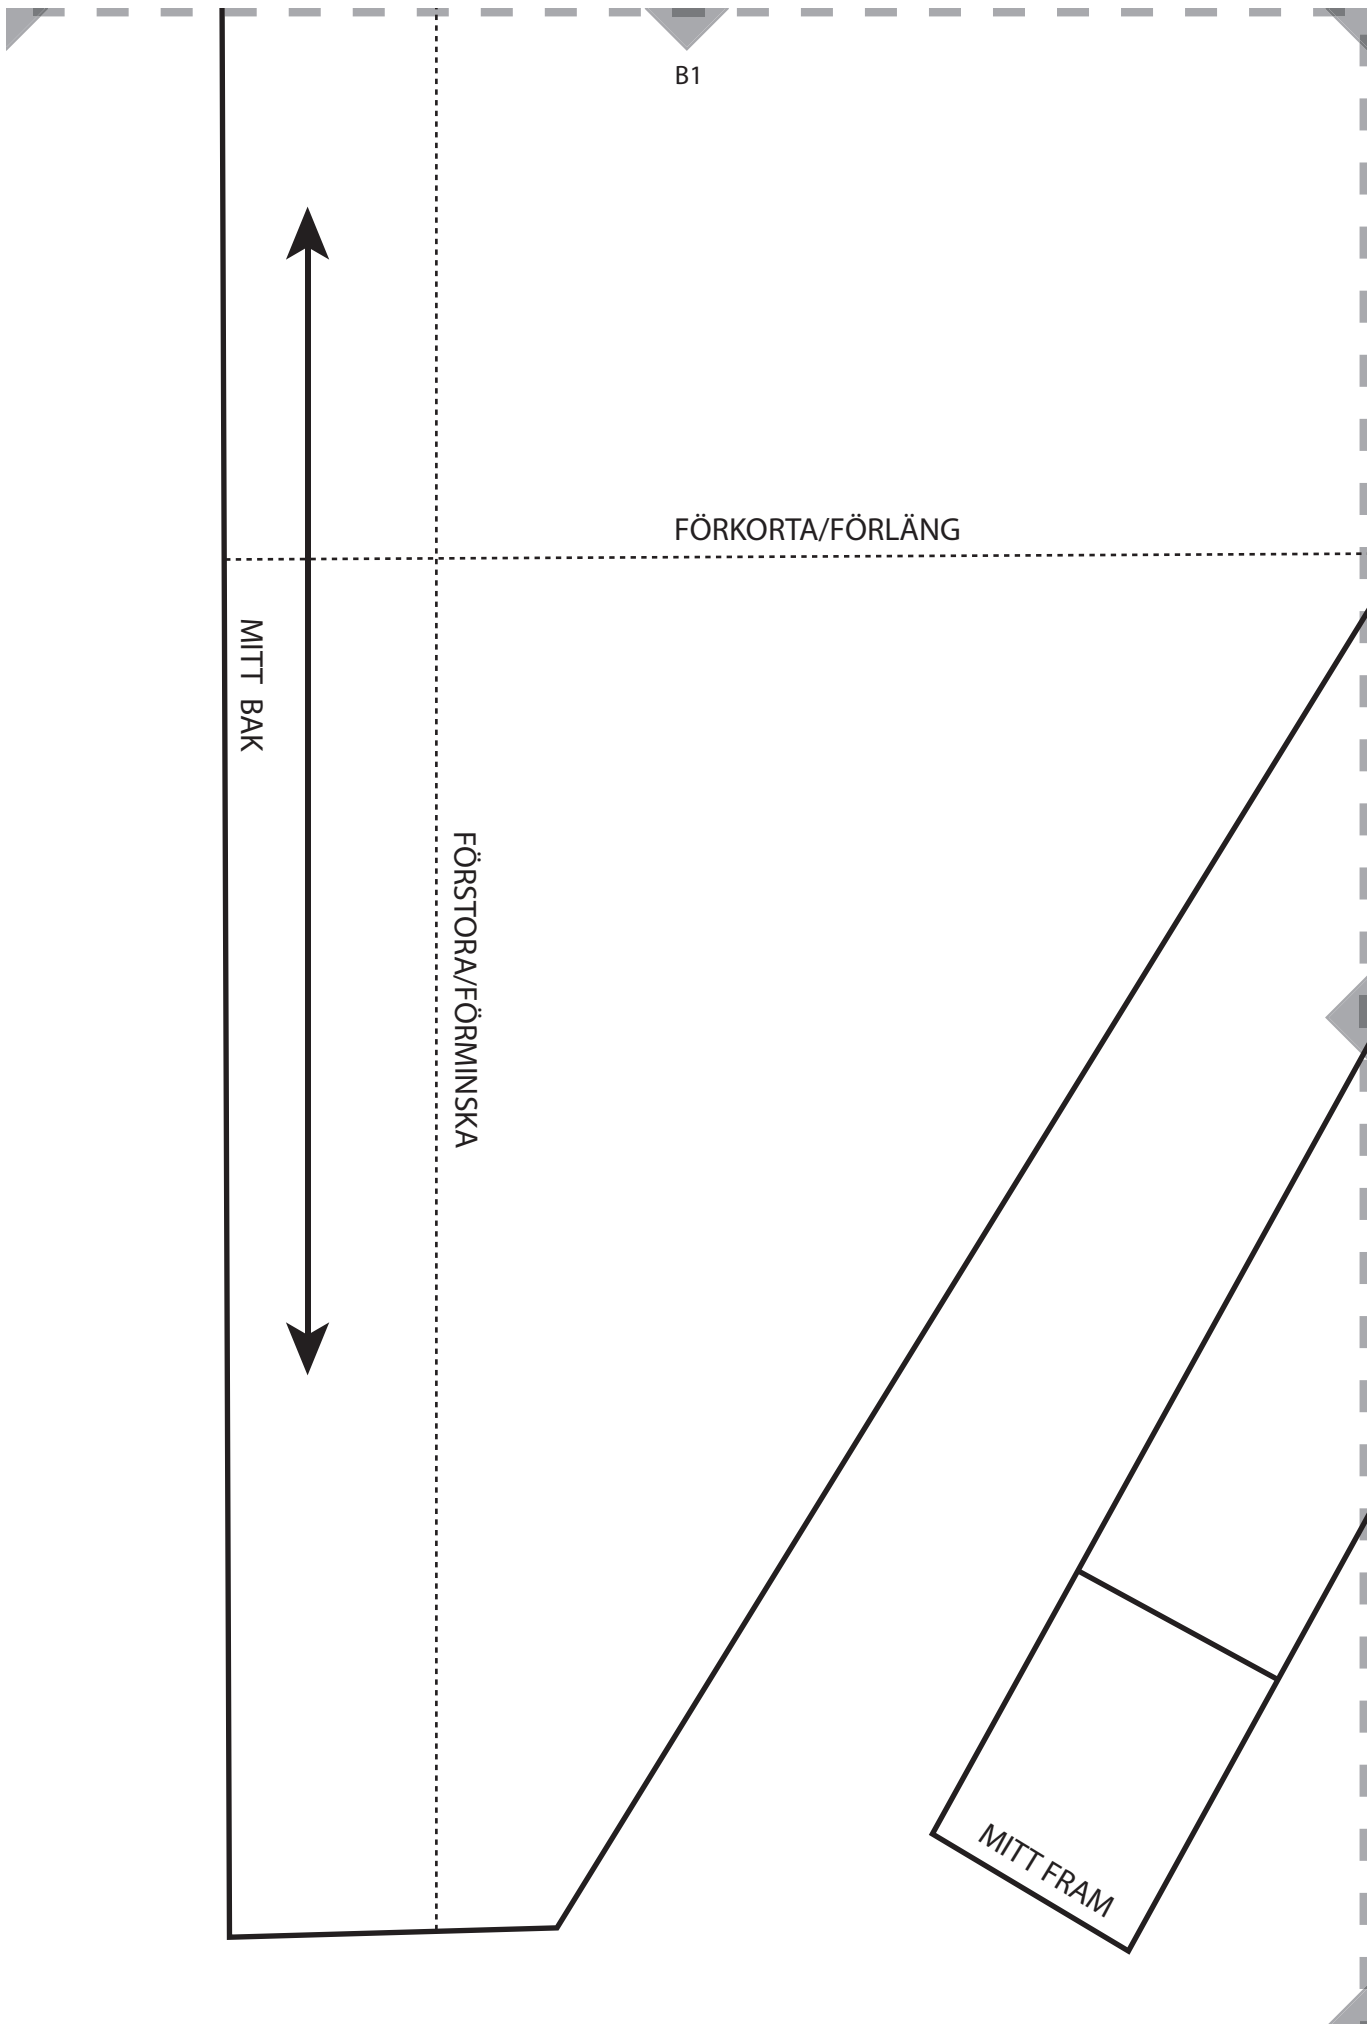 B1
FÖRKORTA/FÖRLÄNG
MITT BAK
FÖRSTORA/FÖRMINSKA
MITT FRAM